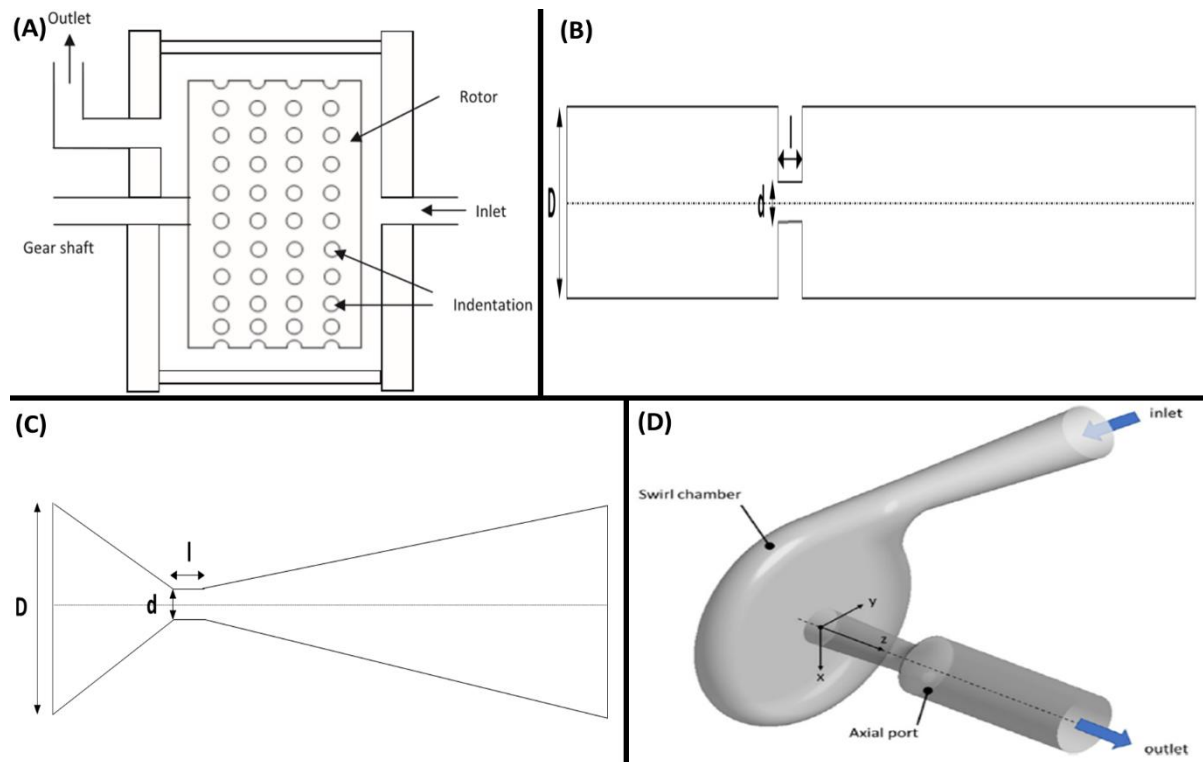 (A)
Outlet
Rotor
Inlet
Gear shaft
Indentation
(B)
D
l
d
(C)
D
l
d
(D)
inlet
Swirl chamber
y
z
x
Axial port
outlet